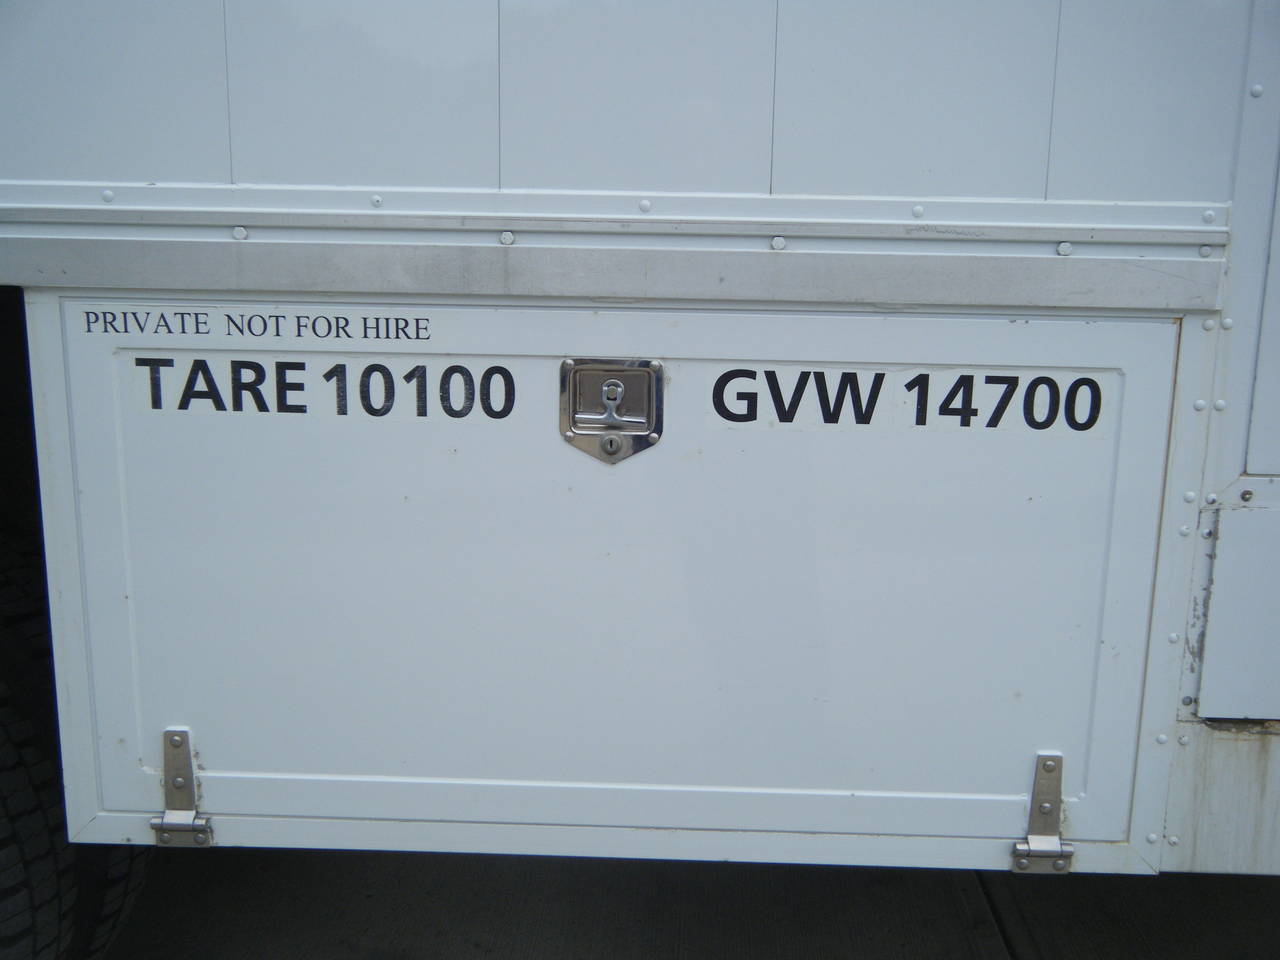 PRIVATE NOT FOR HIRE
TARE 10100 GVW 14700